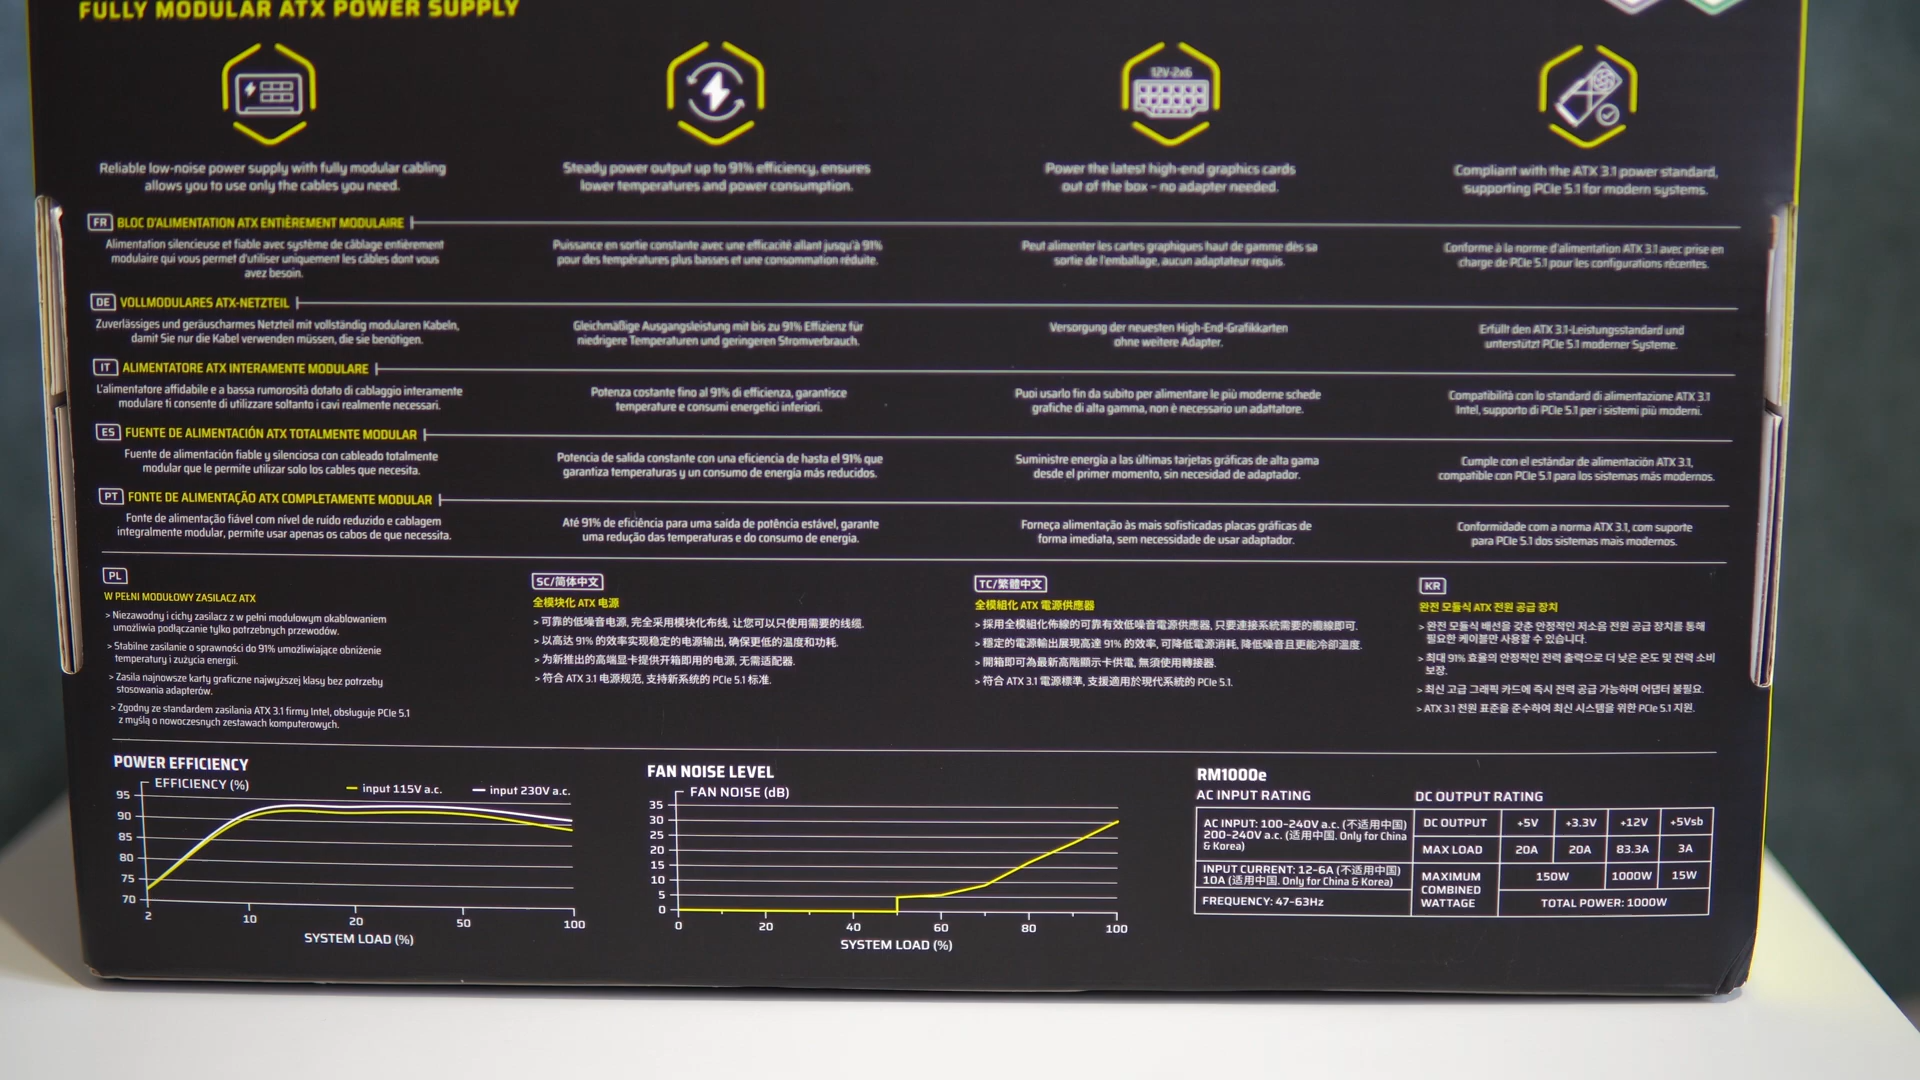 FULLY MODULAR ATX POWER SUPPLY
12V-2x6
Reliable low-noise power supply with fully modular cabling
allows you to use only the cables you need.
Steady power output up to 91% efficiency, ensures
lower temperatures and power consumption.
Power the latest high-end graphics cards
out of the box – no adapter needed.
Compliant with the ATX 3.1 power standard,
supporting PCIe 5.1 for modern systems.
FR BLOC D'ALIMENTATION ATX ENTIÈREMENT MODULAIRE
Alimentation silencieuse et fiable avec système de câblage entièrement
modulaire qui vous permet d'utiliser uniquement les câbles dont vous
avez besoin.
Puissance en sortie constante avec une efficacité allant jusqu'à 91%
pour des températures plus basses et une consommation réduite.
Peut alimenter les cartes graphiques haut de gamme dès sa
sortie de l'emballage, aucun adaptateur requis.
Conforme à la norme d'alimentation ATX 3.1 avec prise en
charge de PCIe 5.1 pour les configurations récentes.
DE VOLLMODULARES ATX-NETZTEIL
Zuverlässiges und geräuscharmes Netzteil mit vollständig modularen Kabeln,
damit Sie nur die Kabel verwenden müssen, die sie benötigen.
Gleichmäßige Ausgangsleistung mit bis zu 91% Effizienz für
niedrigere Temperaturen und geringeren Stromverbrauch.
Versorgung der neuesten High-End-Grafikkarten
ohne weitere Adapter.
Erfüllt den ATX 3.1-Leistungsstandard und
unterstützt PCIe 5.1 moderner Systeme.
IT ALIMENTATORE ATX INTERAMENTE MODULARE
L'alimentatore affidabile e a bassa rumorosità dotato di cablaggio interamente
modulare ti consente di utilizzare soltanto i cavi realmente necessari.
Potenza costante fino al 91% di efficienza, garantisce
temperature e consumi energetici inferiori.
Puoi usarlo fin da subito per alimentare le più moderne schede
grafiche di alta gamma, non è necessario un adattatore.
Compatibilità con lo standard di alimentazione ATX 3.1
Intel, supporto di PCIe 5.1 per i sistemi più moderni.
ES FUENTE DE ALIMENTACIÓN ATX TOTALMENTE MODULAR
Fuente de alimentación fiable y silenciosa con cableado totalmente
modular que le permite utilizar solo los cables que necesita.
Potencia de salida constante con una eficiencia de hasta el 91% que
garantiza temperaturas y un consumo de energía más reducidos.
Suministre energía a las últimas tarjetas gráficas de alta gama
desde el primer momento, sin necesidad de adaptador.
Cumple con el estándar de alimentación ATX 3.1,
compatible con PCIe 5.1 para los sistemas más modernos.
PT FONTE DE ALIMENTAÇÃO ATX COMPLETAMENTE MODULAR
Fonte de alimentação fiável com nível de ruído reduzido e cablagem
integralmente modular, permite usar apenas os cabos de que necessita.
Até 91% de eficiência para uma saída de potência estável, garante
uma redução das temperaturas e do consumo de energia.
Forneça alimentação às mais sofisticadas placas gráficas de
forma imediata, sem necessidade de usar adaptador.
Conformidade com a norma ATX 3.1, com suporte
para PCIe 5.1 dos sistemas mais modernos.
PL
W PEŁNI MODUŁOWY ZASILACZ ATX
> Niezawodny i cichy zasilacz z w pełni modułowym okablowaniem
umożliwia podłączanie tylko potrzebnych przewodów.
> Stabilne zasilanie o sprawności do 91% umożliwiające obniżenie
temperatury i zużycia energii.
> Zasila najnowsze karty graficzne najwyższej klasy bez potrzeby
stosowania adapterów.
> Zgodny ze standardem zasilania ATX 3.1 firmy Intel, obsługuje PCIe 5.1
z myślą o nowoczesnych zestawach komputerowych.
SC/简体中文
全模块化 ATX 电源
> 可靠的低噪音电源, 完全采用模块化布线, 让您可以只使用需要的线缆.
> 以高达 91% 的效率实现稳定的电源输出, 确保更低的温度和功耗.
> 为新推出的高端显卡提供开箱即用的电源, 无需适配器.
> 符合 ATX 3.1 电源规范, 支持新系统的 PCIe 5.1 标准.
TC/繁體中文
全模組化 ATX 電源供應器
> 採用全模組化佈線的可靠有效低噪音電源供應器, 只要連接系統需要的纜線即可.
> 穩定的電源輸出展現高達 91% 的效率, 可降低電源消耗, 降低噪音且更能冷卻溫度.
> 開箱即可為最新高階顯示卡供電, 無須使用轉接器.
> 符合 ATX 3.1 電源標準, 支援適用於現代系統的 PCIe 5.1.
KR
완전 모듈식 ATX 전원 공급 장치
> 완전 모듈식 배선을 갖춘 안정적인 저소음 전원 공급 장치를 통해
필요한 케이블만 사용할 수 있습니다.
> 최대 91% 효율의 안정적인 전력 출력으로 더 낮은 온도 및 전력 소비
보장.
> 최신 고급 그래픽 카드에 즉시 전력 공급 가능하며 어댑터 불필요.
> ATX 3.1 전원 표준을 준수하여 최신 시스템을 위한 PCIe 5.1 지원.
POWER EFFICIENCY
EFFICIENCY (%)
input 115V a.c.
input 230V a.c.
95
90
85
80
75
70
2 10 20 50 100
SYSTEM LOAD (%)
FAN NOISE LEVEL
FAN NOISE (dB)
35
30
25
20
15
10
5
0
0 20 40 60 80 100
SYSTEM LOAD (%)
RM1000e
AC INPUT RATING
AC INPUT: 100-240V a.c. (不适用中国)
200-240V a.c. (适用中国. Only for China
& Korea)
INPUT CURRENT: 12-6A (不适用中国)
10A (适用中国. Only for China & Korea)
FREQUENCY: 47-63Hz
DC OUTPUT RATING
DC OUTPUT +5V +3.3V +12V +5Vsb
MAX LOAD 20A 20A 83.3A 3A
MAXIMUM
COMBINED
WATTAGE
150W 1000W 15W
TOTAL POWER: 1000W